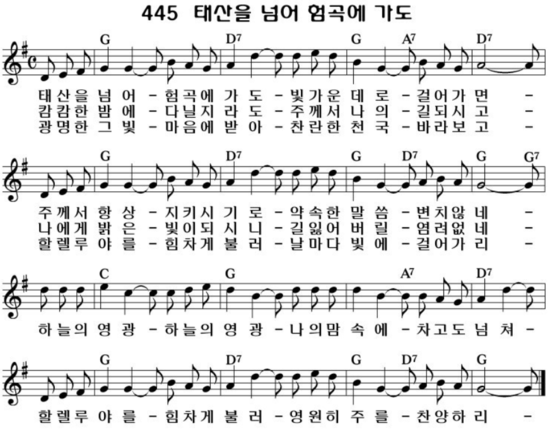 445 태산을 넘어 험곡에 가도
G D7 G A7 D7
태산을 넘 어 - 험곡에 가 도 - 빛가운 데 로 - 걸어가 면 -
캄캄한 밤 에 - 다닐지 라 도 - 주께서 나 의 - 길되시 고 -
광명한 그 빛 - 마음에 받 아 - 찬란한 천 국 - 바라보 고 -
G D7 G D7 G G7
주께서 항 상 - 지키시 기 로 - 약속한 말 씀 - 변치않 네 -
나에게 밝 은 - 빛이되 시 니 - 길잃어 버 릴 - 염려없 네 -
할렐루 야 를 - 힘차게 불 러 - 날마다 빛 에 - 걸어가 리 -
C G A7 D7
하늘의 영 광 - 하늘의 영 광 - 나의맘 속 에 - 차고도 넘 쳐 -
G D7 G D7 G
할렐루 야 를 - 힘차게 불 러 - 영원히 주 를 - 찬양하 리 -